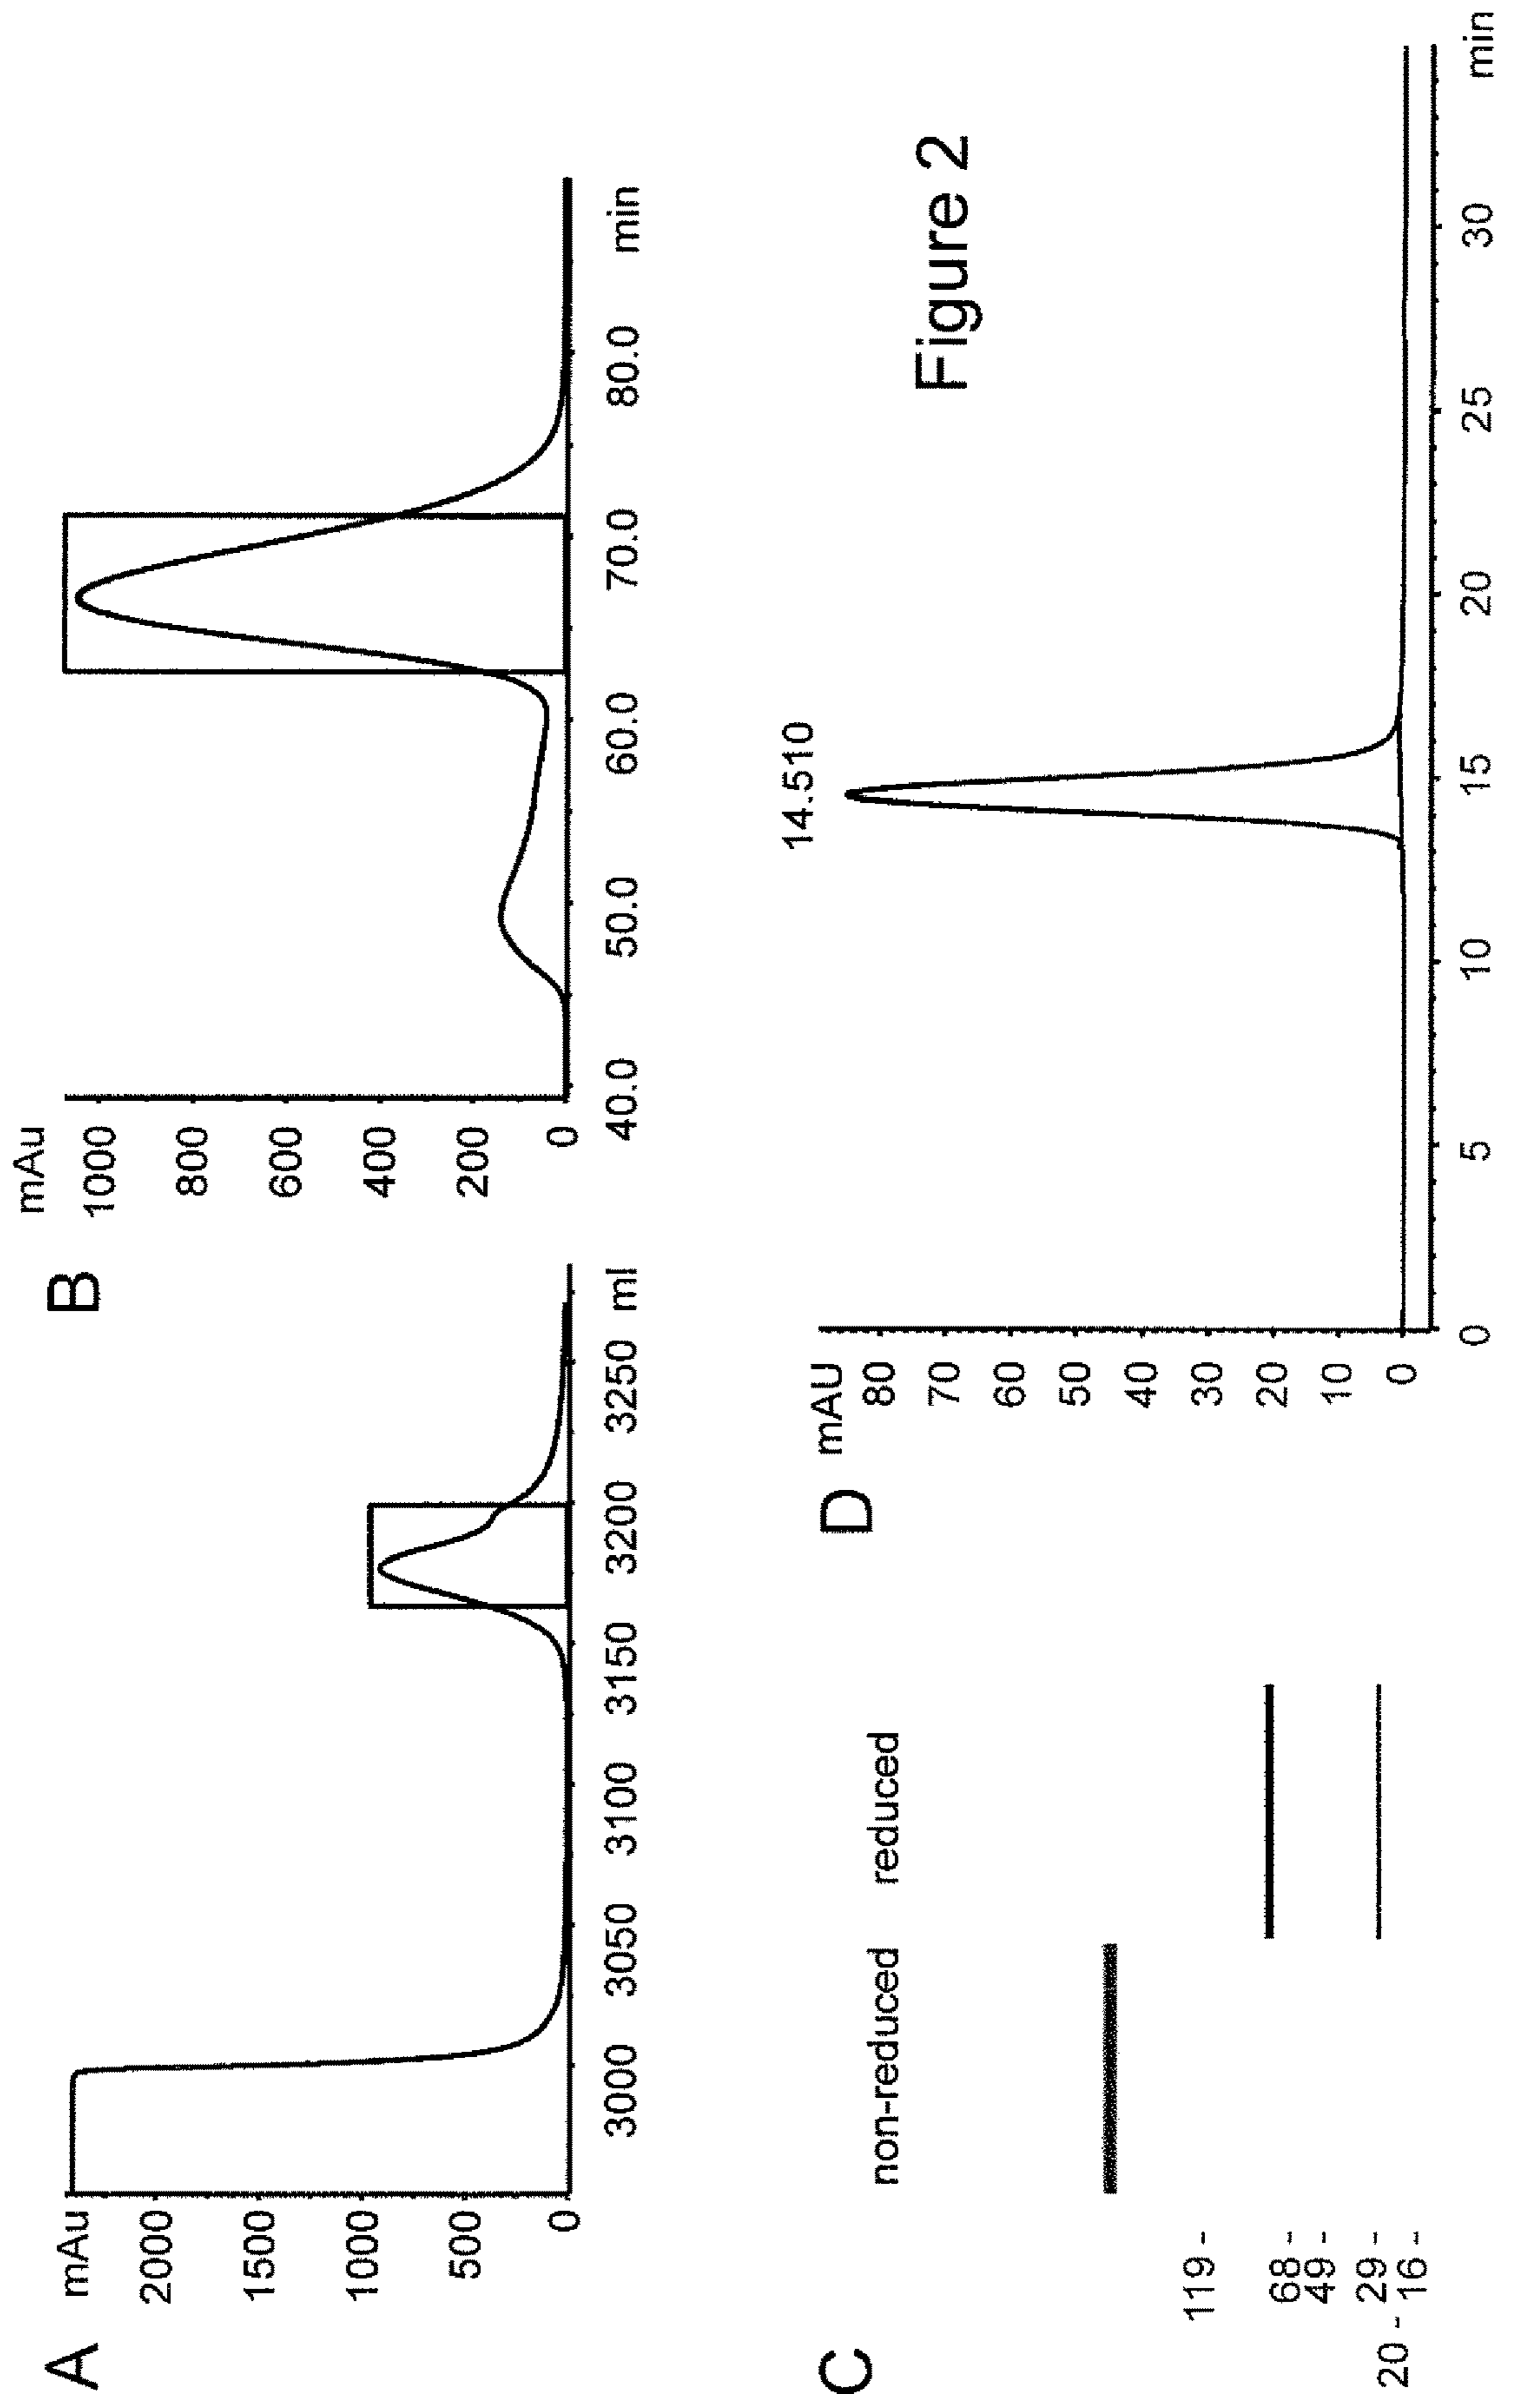 A
mAu
2000
1500
1000
500
0
3000 3050 3100 3150 3200 3250 ml
B
mAu
1000
800
600
400
200
0
40.0 50.0 60.0 70.0 80.0 min
C
non-reduced reduced
119 -
68 -
49 -
29 -
20 -
16 -
D
mAU
80
70
60
50
40
30
20
10
0
14.510
0 5 10 15 20 25 30 min
Figure 2